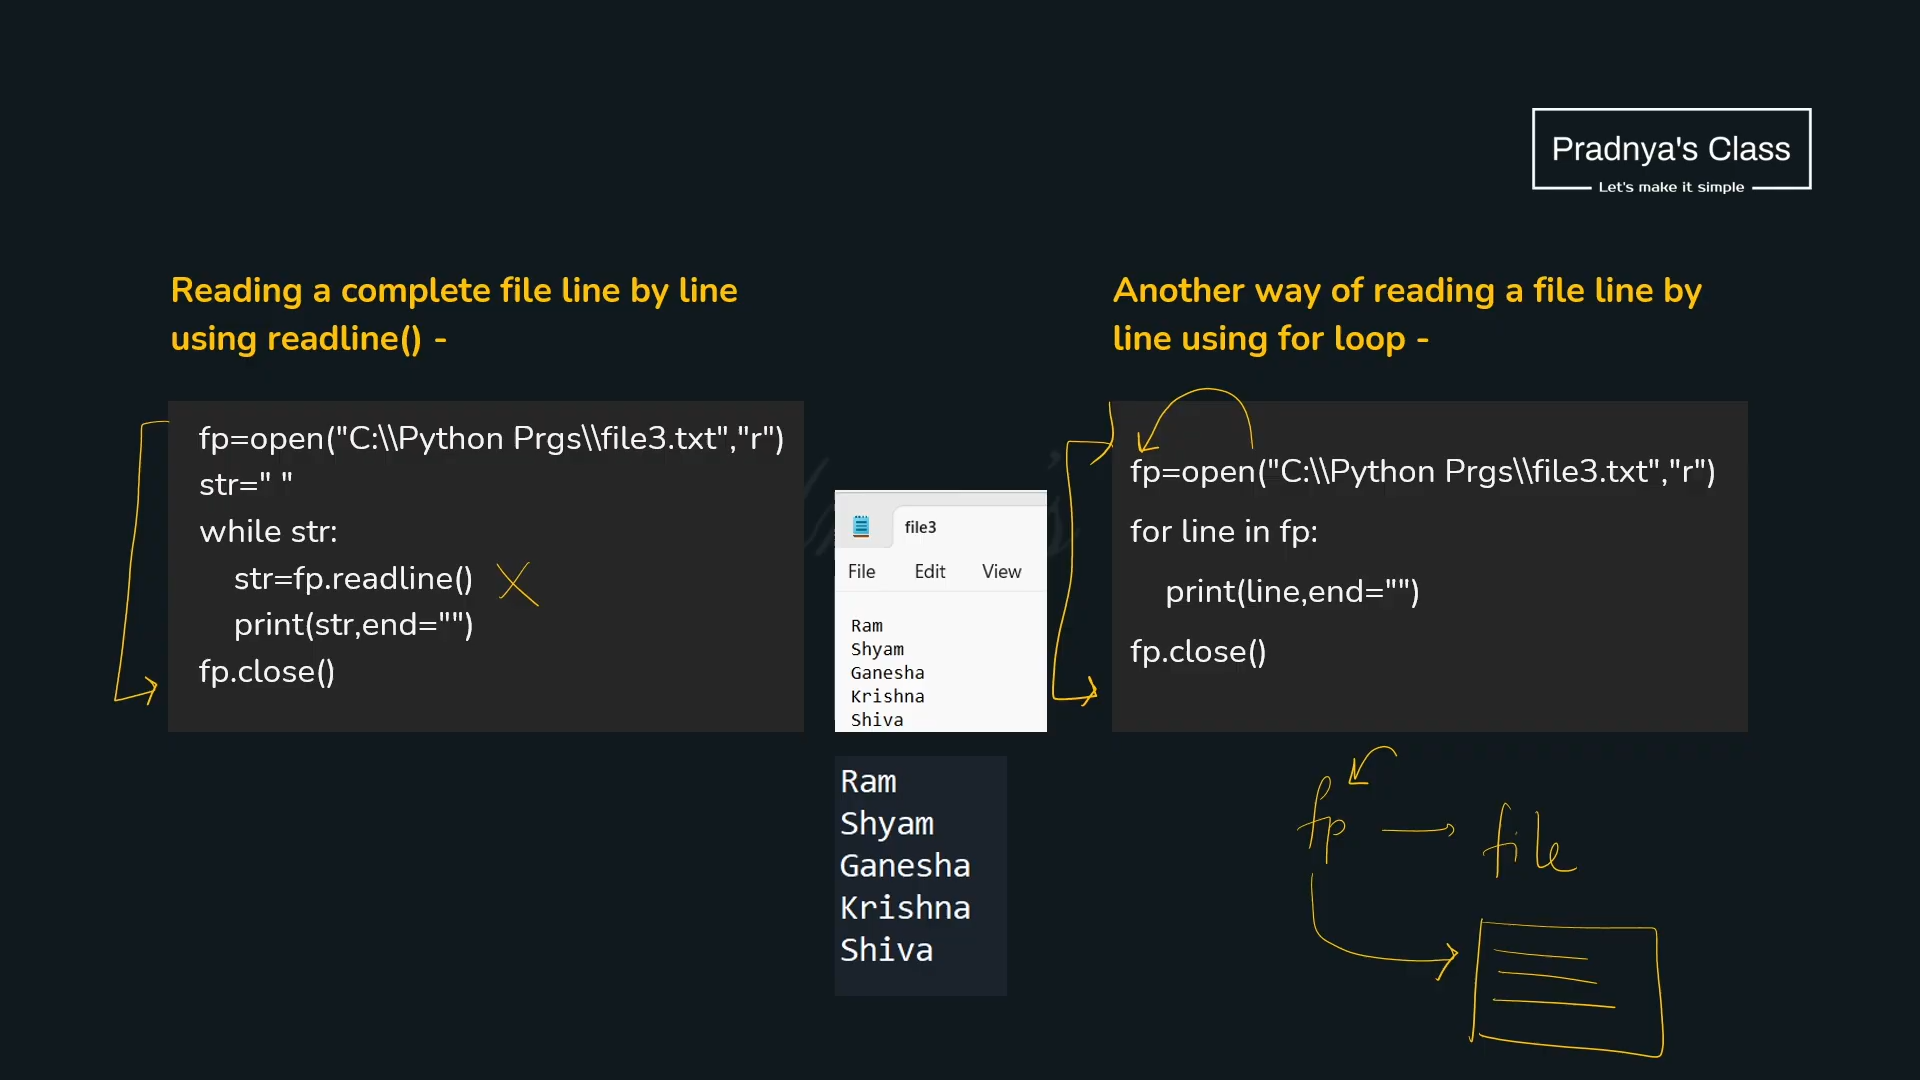 Pradnya's Class
Let's make it simple
Reading a complete file line by line
using readline() -
fp=open("C:\\Python Prgs\\file3.txt","r")
str=" "
while str:
str=fp.readline()
print(str,end="")
fp.close()
file3
File Edit View
Ram
Shyam
Ganesha
Krishna
Shiva
Ram
Shyam
Ganesha
Krishna
Shiva
Another way of reading a file line by
line using for loop -
fp=open("C:\\Python Prgs\\file3.txt","r")
for line in fp:
print(line,end="")
fp.close()
fp → file